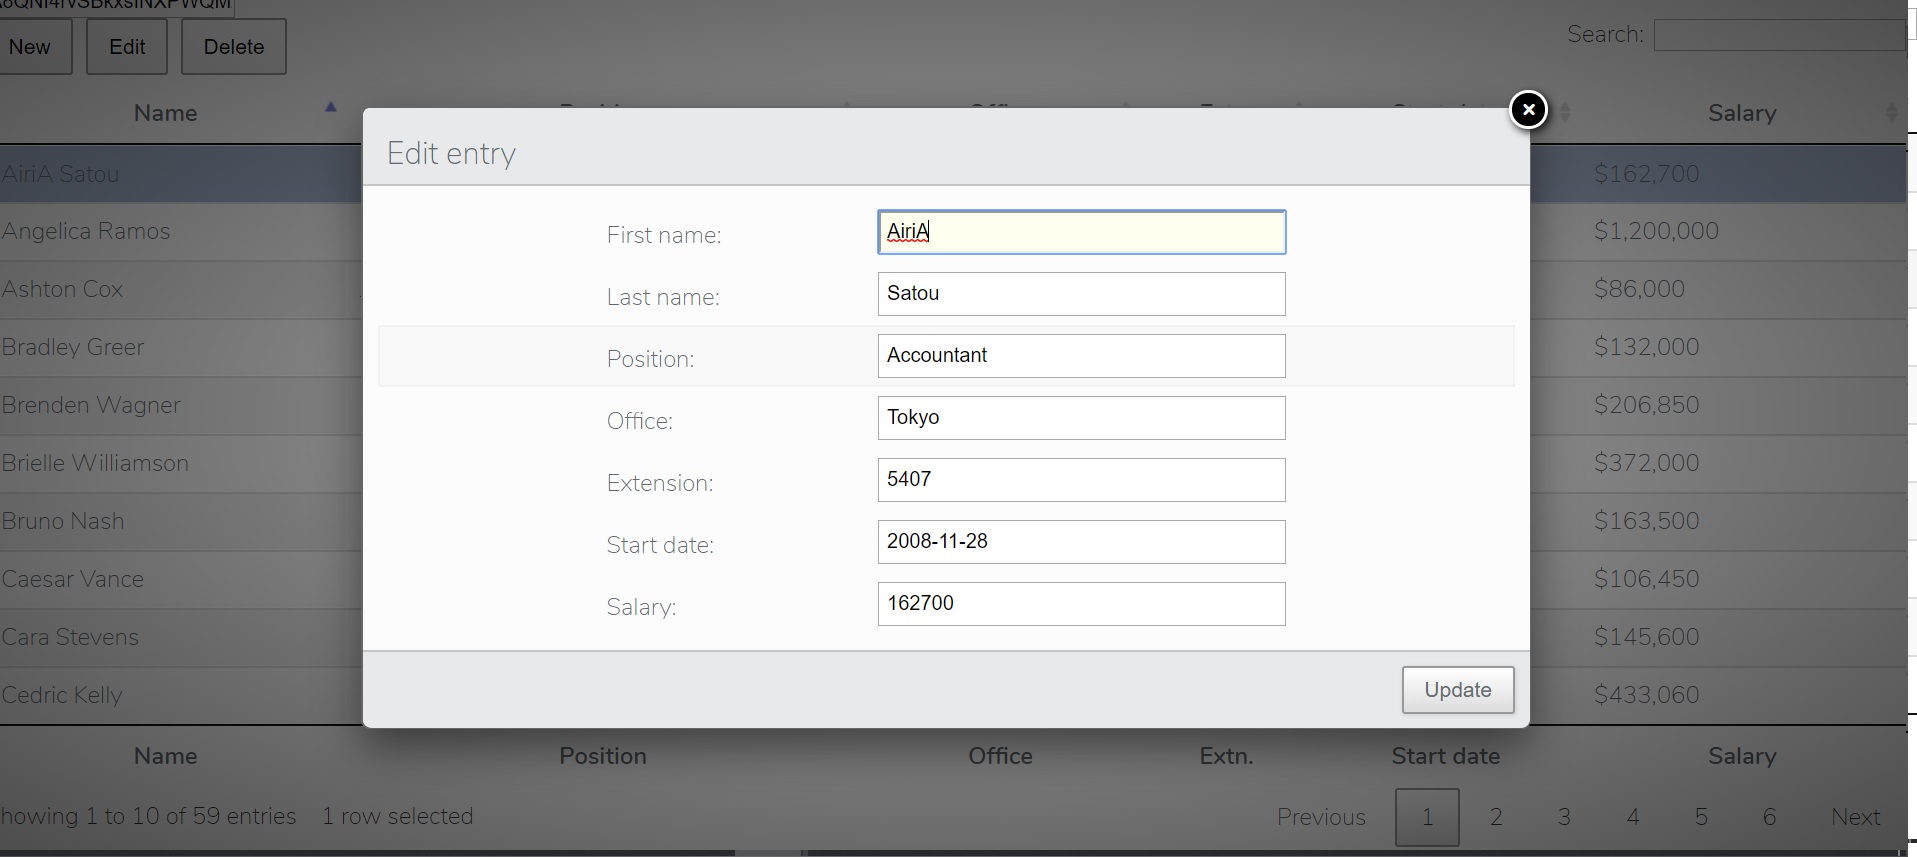 New Edit Delete Search:
Name Salary
Edit entry
AiriA Satou $162,700
First name: AiriA
Angelica Ramos $1,200,000
Last name: Satou
Ashton Cox $86,000
Position: Accountant
Bradley Greer $132,000
Office: Tokyo
Brenden Wagner $206,850
Extension: 5407
Brielle Williamson $372,000
Start date: 2008-11-28
Bruno Nash $163,500
Salary: 162700
Caesar Vance $106,450
Cara Stevens $145,600
Update
Cedric Kelly $433,060
Name Position Office Extn. Start date Salary
howing 1 to 10 of 59 entries 1 row selected Previous 1 2 3 4 5 6 Next